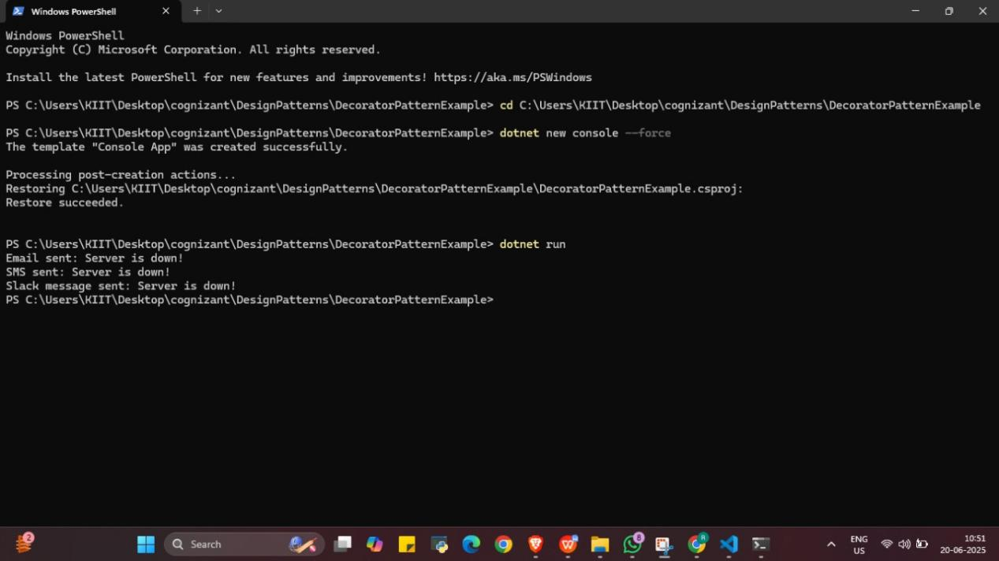 Windows PowerShell
Windows PowerShell
Copyright (C) Microsoft Corporation. All rights reserved.
Install the latest PowerShell for new features and improvements! https://aka.ms/PSWindows
PS C:\Users\KIIT\Desktop\cognizant\DesignPatterns\DecoratorPatternExample> cd C:\Users\KIIT\Desktop\cognizant\DesignPatterns\DecoratorPatternExample
PS C:\Users\KIIT\Desktop\cognizant\DesignPatterns\DecoratorPatternExample> dotnet new console --force
The template "Console App" was created successfully.
Processing post-creation actions...
Restoring C:\Users\KIIT\Desktop\cognizant\DesignPatterns\DecoratorPatternExample\DecoratorPatternExample.csproj:
Restore succeeded.
PS C:\Users\KIIT\Desktop\cognizant\DesignPatterns\DecoratorPatternExample> dotnet run
Email sent: Server is down!
SMS sent: Server is down!
Slack message sent: Server is down!
PS C:\Users\KIIT\Desktop\cognizant\DesignPatterns\DecoratorPatternExample>
2
Search
8
R
ENG
US
10:51
20-06-2025